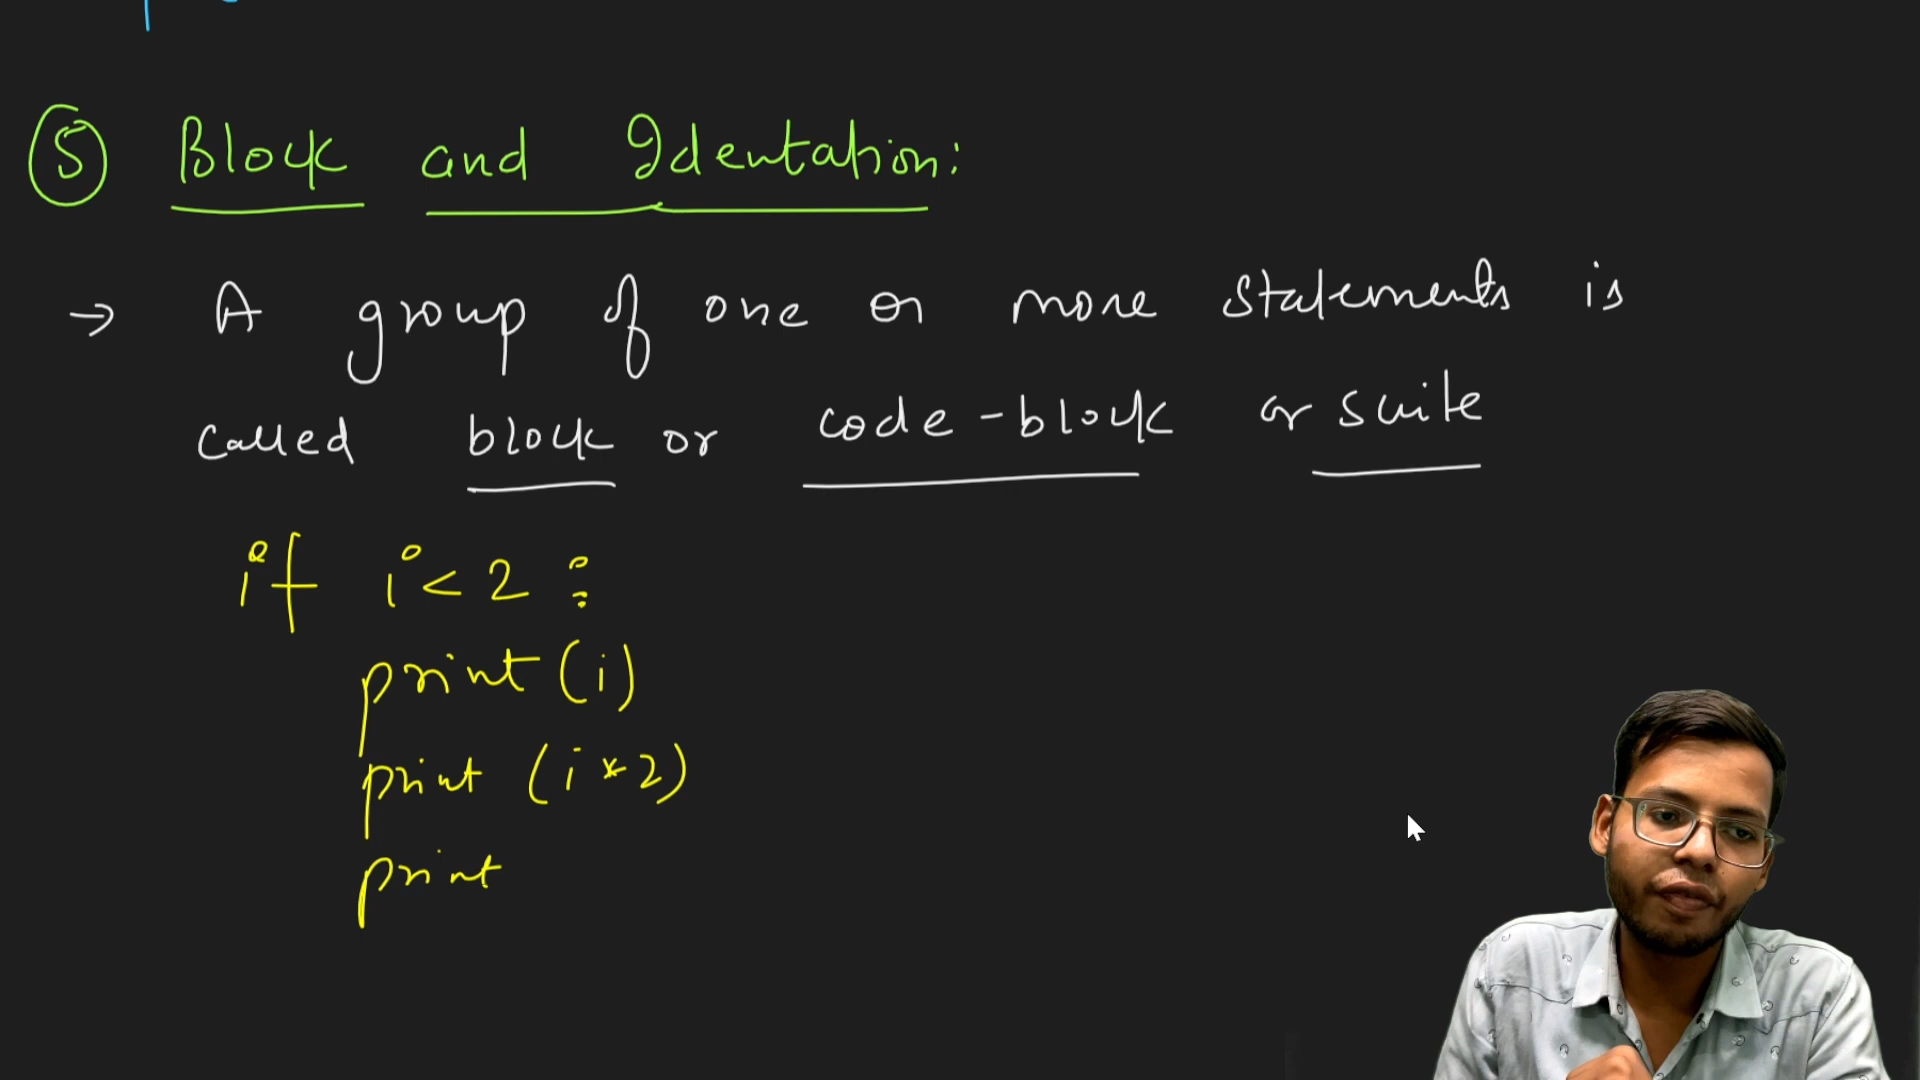 5 Block and Identation:
→ A group of one or more statements is
called block or code-block or suite
if i<2:
print(i)
print (i*2)
print